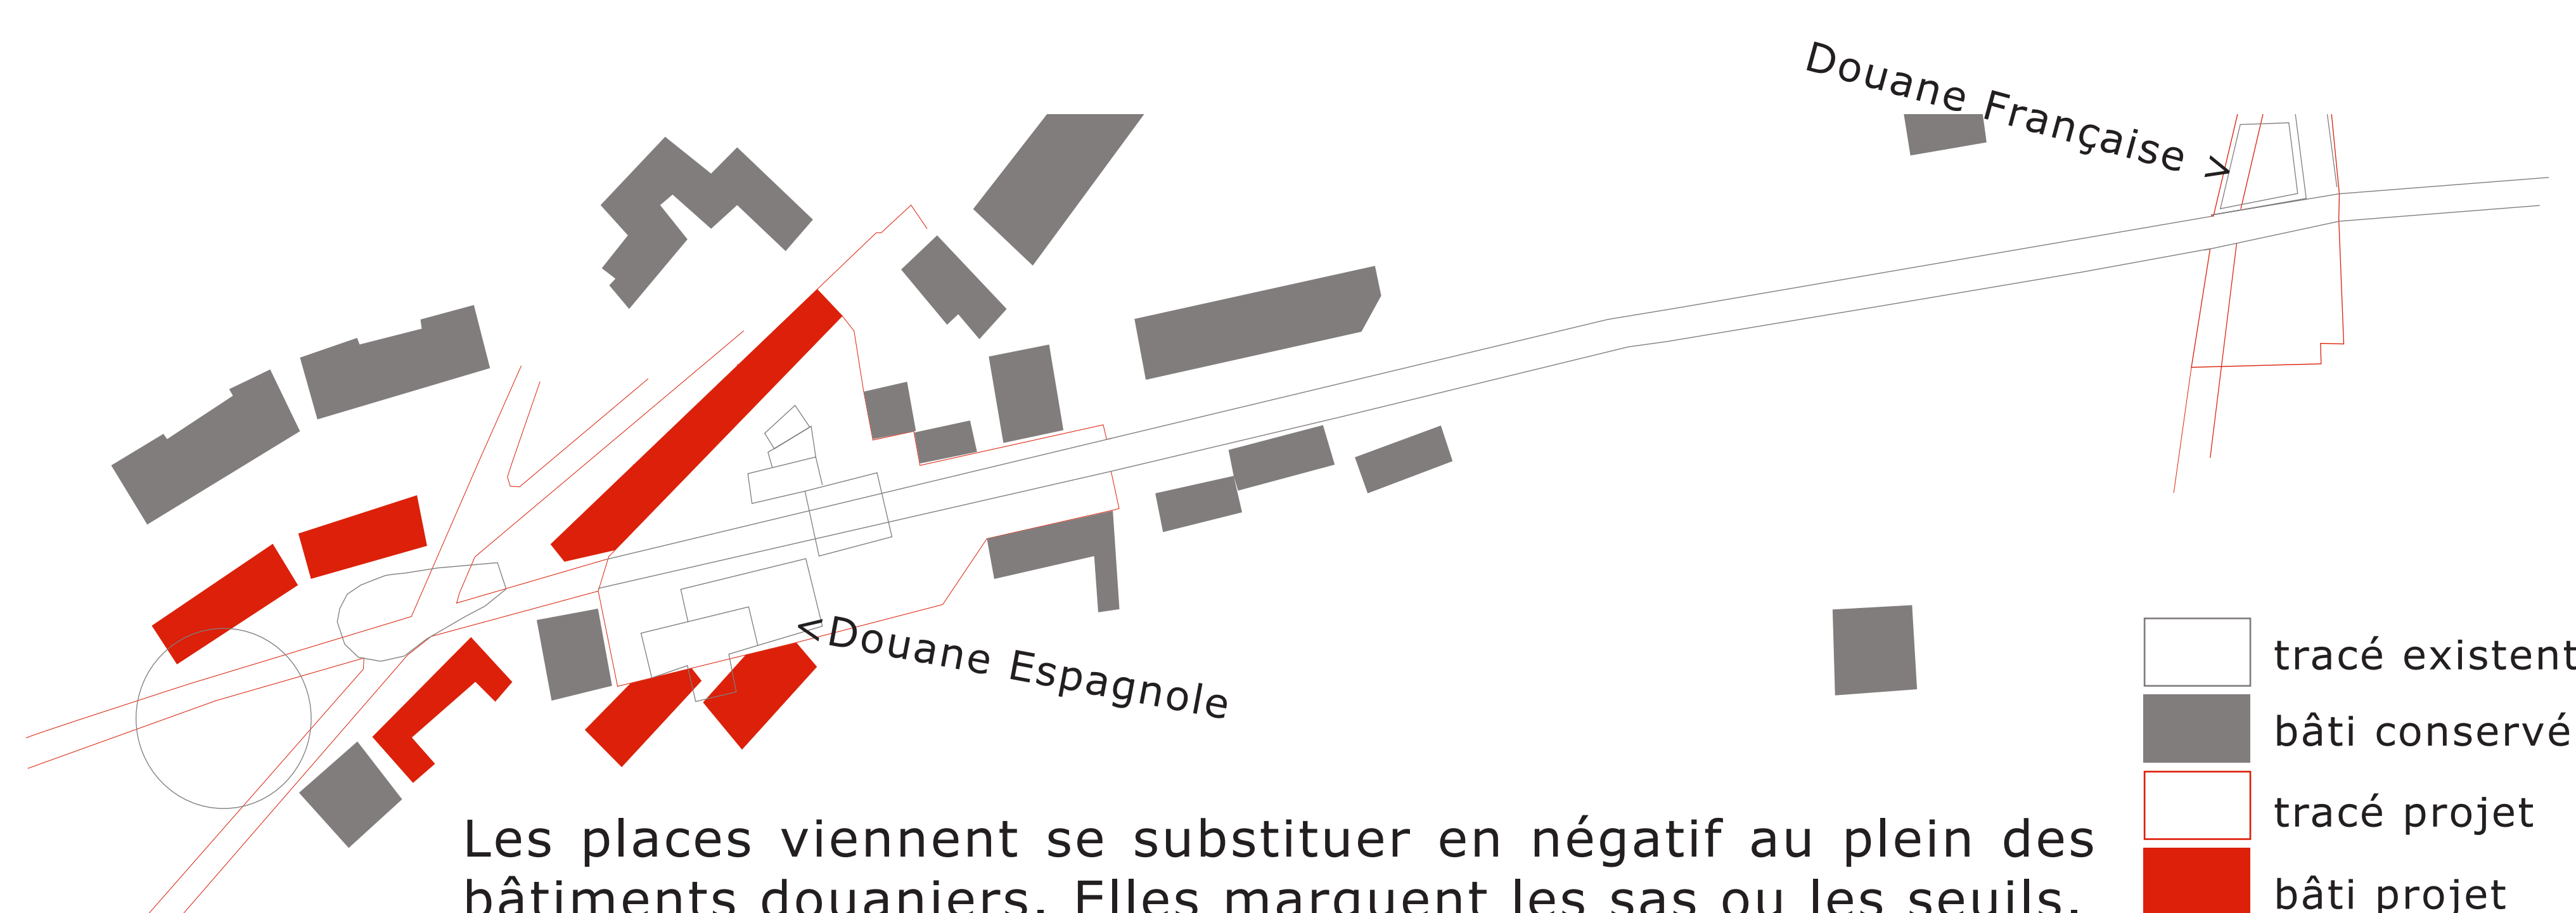 Douane Française >
<Douane Espagnole
tracé existent
bâti conservé
tracé projet
bâti projet
Les places viennent se substituer en négatif au plein des
bâtiments douaniers. Elles marquent les sas ou les seuils.